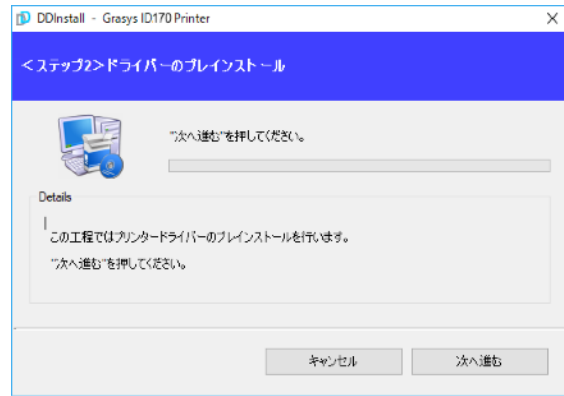 DDInstall - Grasys ID170 Printer
＜ステップ2＞ドライバーのプレインストール
"次へ進む"を押してください。
Details
この工程ではプリンタードライバーのプレインストールを行います。
"次へ進む"を押してください。
キャンセル
次へ進む